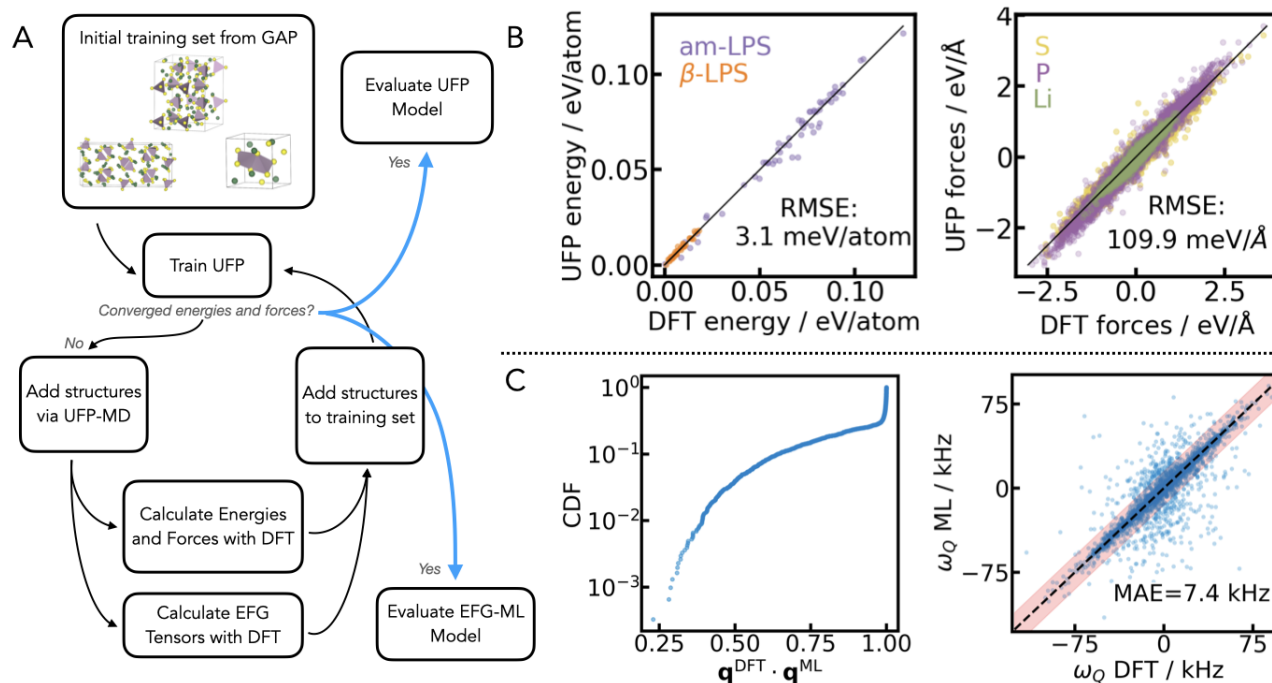 A
Initial training set from GAP
Evaluate UFP
Model
Yes
Train UFP
Converged energies and forces?
No
Add structures
via UFP-MD
Add structures
to training set
Calculate Energies
and Forces with DFT
Yes
Calculate EFG
Tensors with DFT
Evaluate EFG-ML
Model
B
UFP energy / eV/atom
0.10
0.05
0.00
am-LPS
β-LPS
RMSE:
3.1 meV/atom
0.00 0.05 0.10
DFT energy / eV/atom
UFP forces / eV/Å
4
2
0
−2
S
P
Li
RMSE:
109.9 meV/Å
−2.5 0.0 2.5
DFT forces / eV/Å
C
CDF
10⁰
10⁻¹
10⁻²
10⁻³
0.25 0.50 0.75 1.00
q^DFT · q^ML
ω_Q ML / kHz
75
0
−75
MAE=7.4 kHz
−75 0 75
ω_Q DFT / kHz